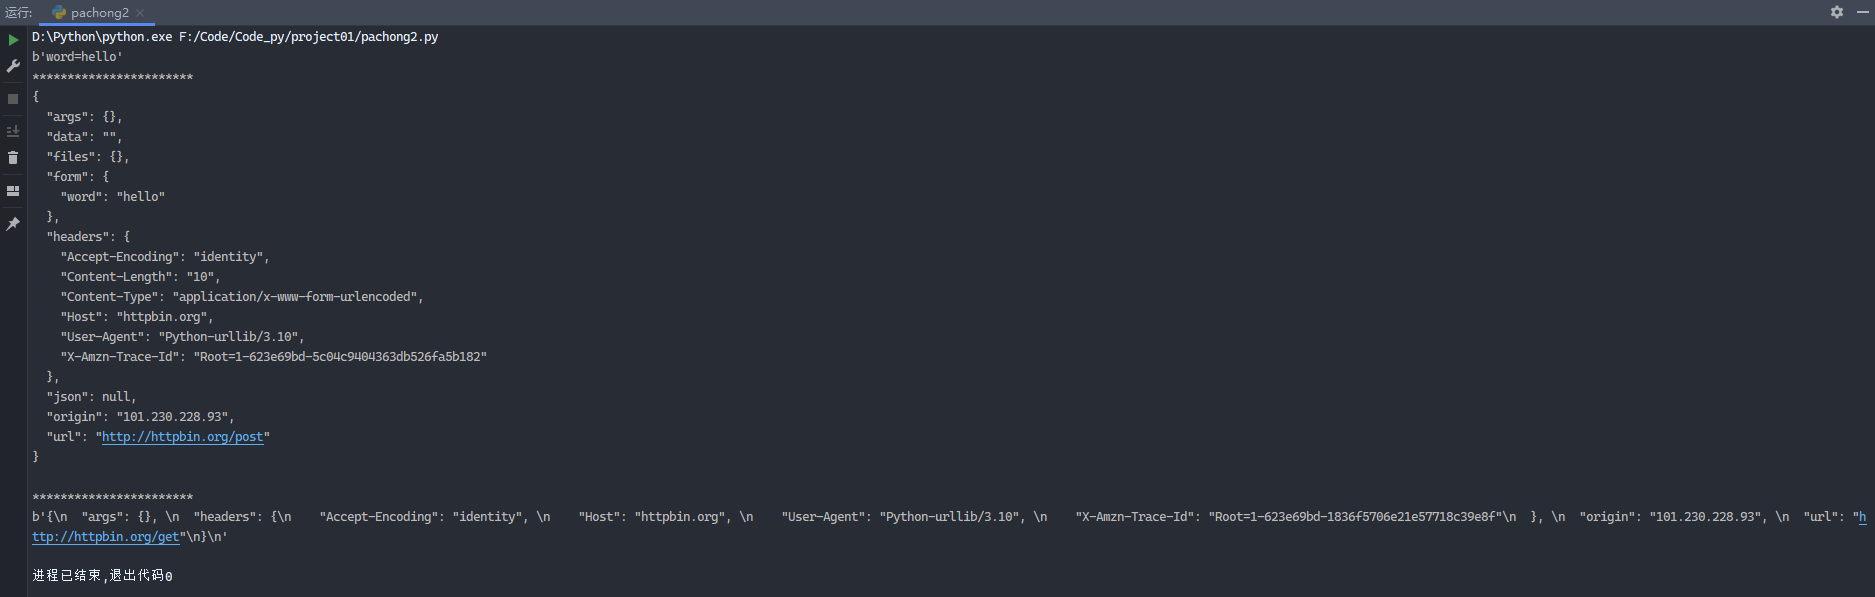 运行: pachong2
D:\Python\python.exe F:/Code/Code_py/project01/pachong2.py
b'word=hello'
***********************
{
  "args": {},
  "data": "",
  "files": {},
  "form": {
    "word": "hello"
  },
  "headers": {
    "Accept-Encoding": "identity",
    "Content-Length": "10",
    "Content-Type": "application/x-www-form-urlencoded",
    "Host": "httpbin.org",
    "User-Agent": "Python-urllib/3.10",
    "X-Amzn-Trace-Id": "Root=1-623e69bd-5c04c9404363db526fa5b182"
  },
  "json": null,
  "origin": "101.230.228.93",
  "url": "http://httpbin.org/post"
}
***********************
b'{\n  "args": {}, \n  "headers": {\n    "Accept-Encoding": "identity", \n    "Host": "httpbin.org", \n    "User-Agent": "Python-urllib/3.10", \n    "X-Amzn-Trace-Id": "Root=1-623e69bd-1836f5706e21e57718c39e8f"\n  }, \n  "origin": "101.230.228.93", \n  "url": "h
ttp://httpbin.org/get"\n}\n'
进程已结束,退出代码0